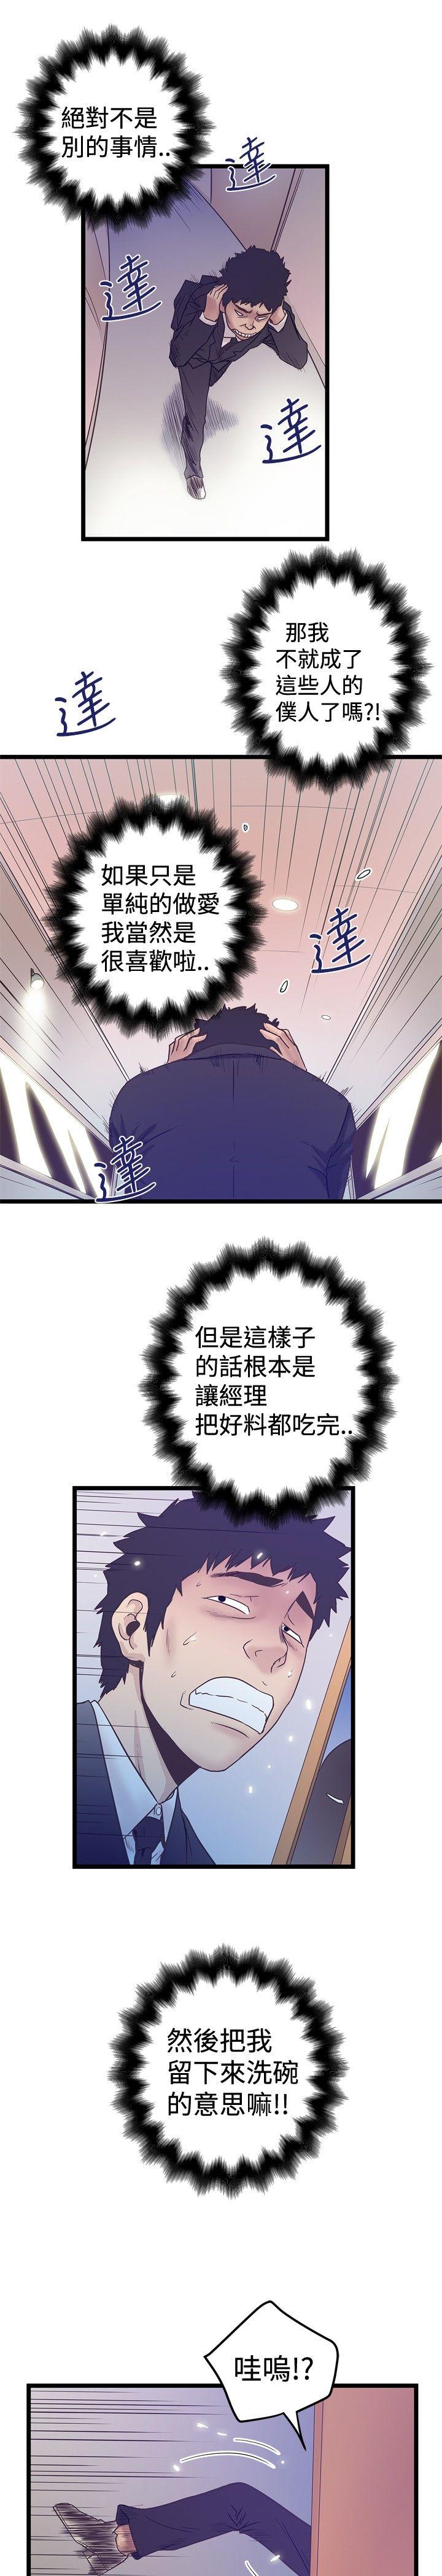 絕對不是
別的事情..
達
達
達
那我
不就成了
這些人的
僕人了嗎?!
達
如果只是
單純的做愛
我當然是
很喜歡啦..
達
達
但是這樣子
的話根本是
讓經理
把好料都吃完..
然後把我
留下來洗碗
的意思嘛!!
哇嗚!?